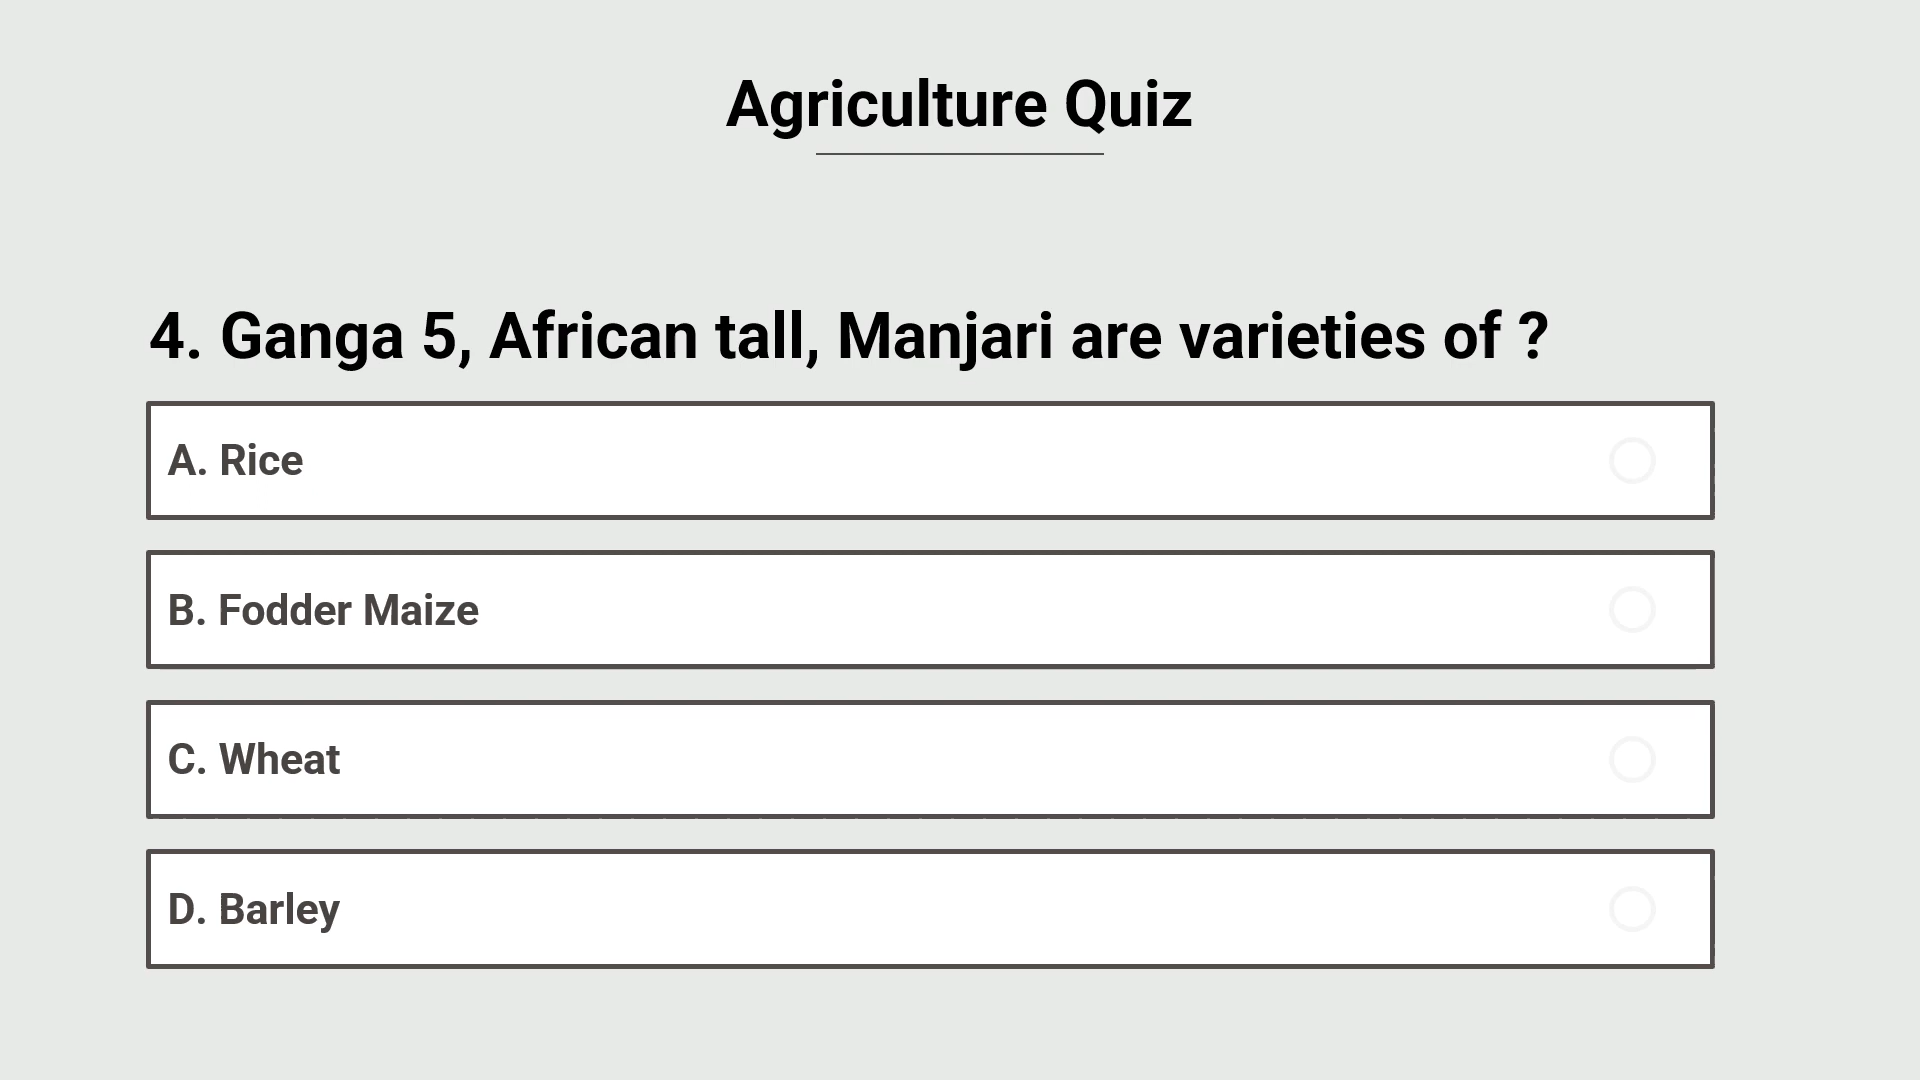 Agriculture Quiz
4. Ganga 5, African tall, Manjari are varieties of ?
A. Rice
B. Fodder Maize
C. Wheat
D. Barley